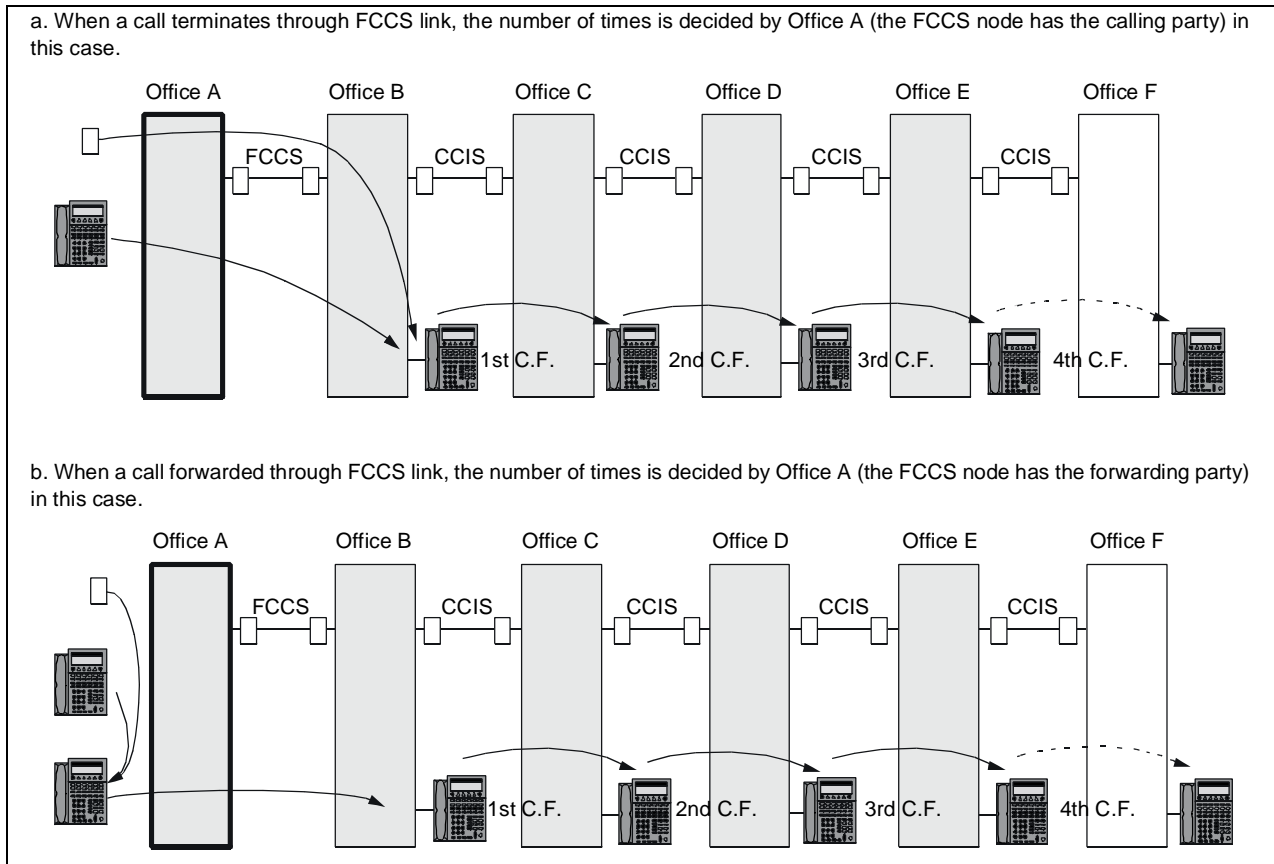 a. When a call terminates through FCCS link, the number of times is decided by Office A (the FCCS node has the calling party) in
this case.
Office A Office B Office C Office D Office E Office F
FCCS CCIS CCIS CCIS CCIS
1st C.F. 2nd C.F. 3rd C.F. 4th C.F.
b. When a call forwarded through FCCS link, the number of times is decided by Office A (the FCCS node has the forwarding party)
in this case.
Office A Office B Office C Office D Office E Office F
FCCS CCIS CCIS CCIS CCIS
1st C.F. 2nd C.F. 3rd C.F. 4th C.F.